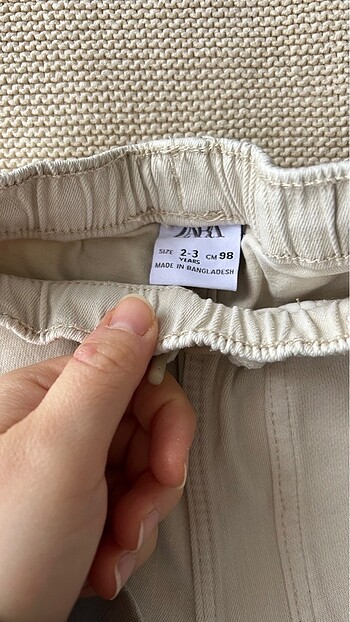 ZARA
SIZE 2-3 YEARS CM 98
MADE IN BANGLADESH